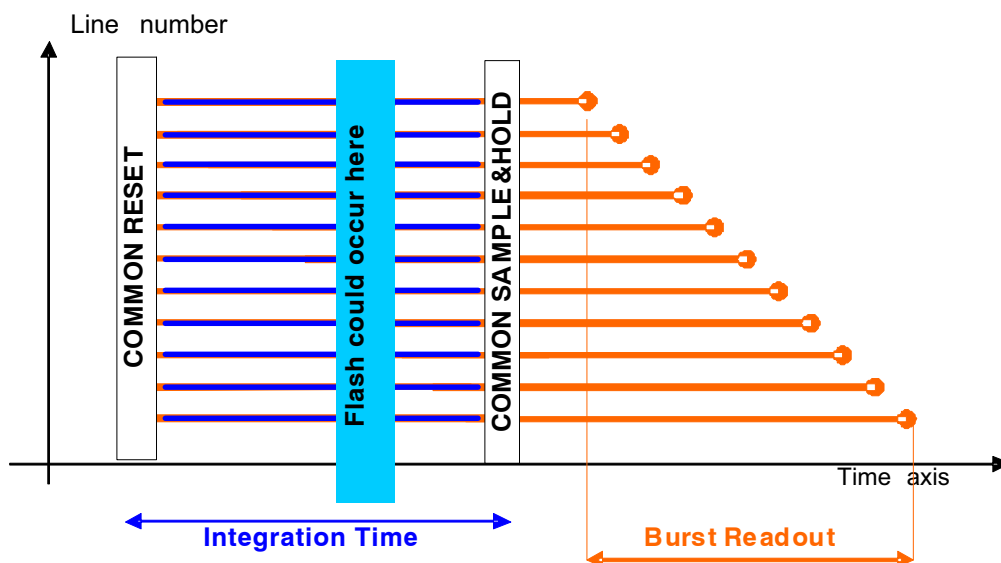 Line number
COMMON RESET
Flash could occur here
COMMON SAMPLE &HOLD
Time axis
Integration Time
Burst Readout